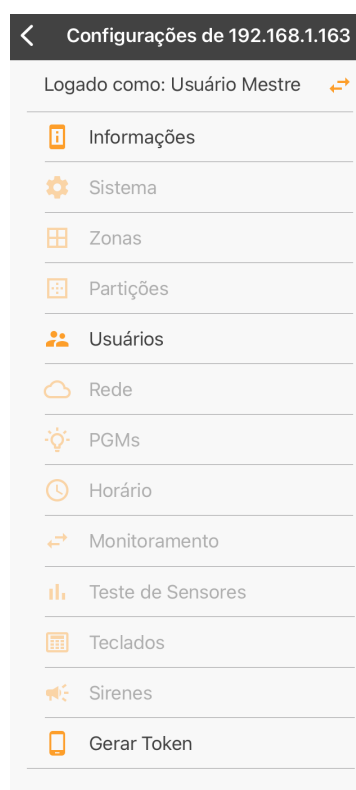 Configurações de 192.168.1.163
Logado como: Usuário Mestre
Informações
Sistema
Zonas
Partições
Usuários
Rede
PGMs
Horário
Monitoramento
Teste de Sensores
Teclados
Sirenes
Gerar Token